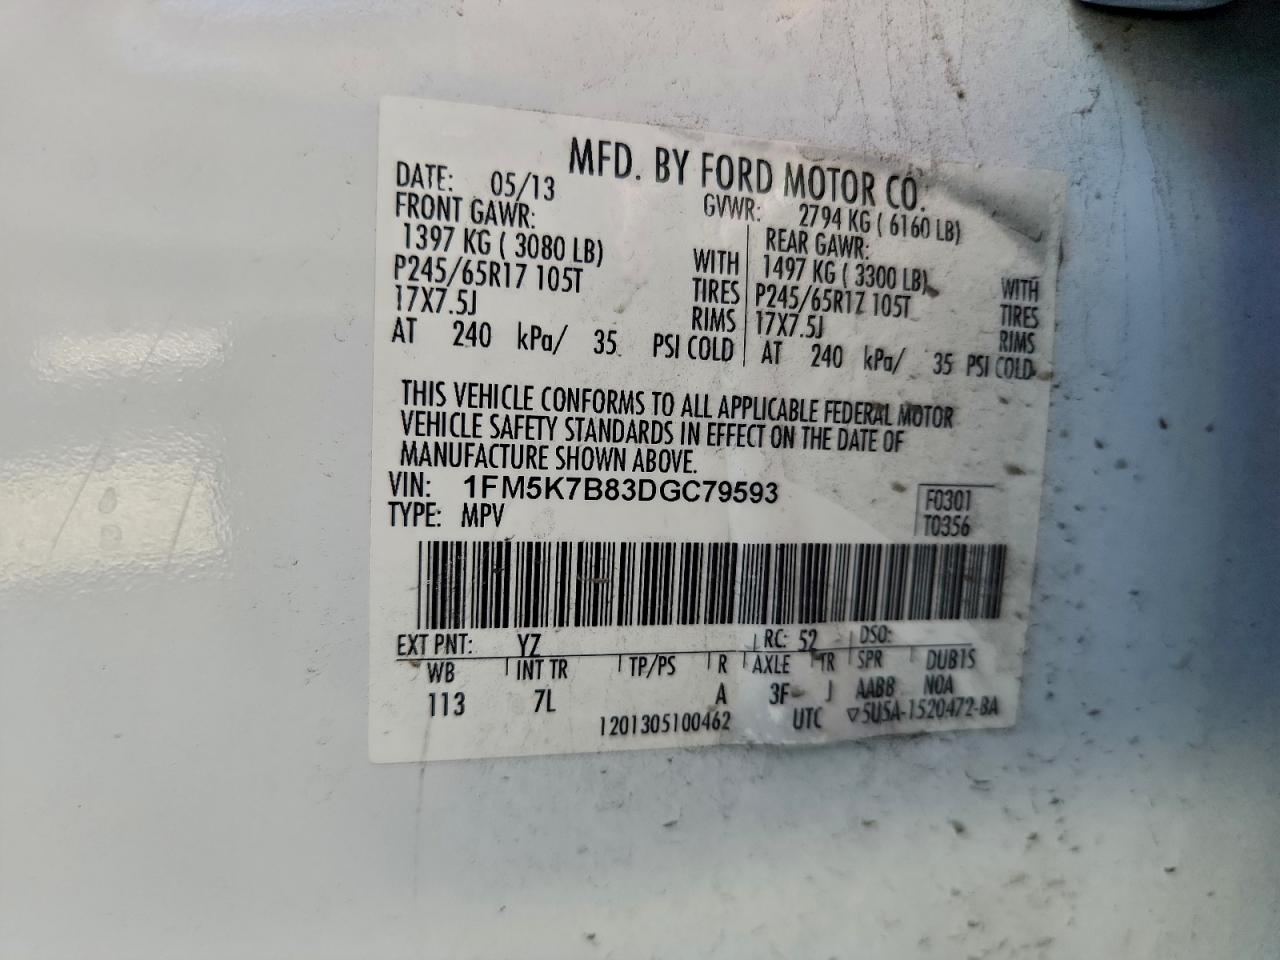 MFD. BY FORD MOTOR CO.
DATE: 05/13 GVWR: 2794 KG ( 6160 LB)
FRONT GAWR: REAR GAWR:
1397 KG ( 3080 LB) WITH 1497 KG ( 3300 LB) WITH
P245/65R17 105T TIRES P245/65R17 105T TIRES
17X7.5J RIMS 17X7.5J RIMS
AT 240 kPa/ 35 PSI COLD AT 240 kPa/ 35 PSI COLD
THIS VEHICLE CONFORMS TO ALL APPLICABLE FEDERAL MOTOR
VEHICLE SAFETY STANDARDS IN EFFECT ON THE DATE OF
MANUFACTURE SHOWN ABOVE.
VIN: 1FM5K7B83DGC79593 F0301
TYPE: MPV T0356
EXT PNT: YZ RC: 52 DSO:
WB INT TR TP/PS R AXLE TR SPR DUB1S
113 7L A 3F J AABB N0A
1201305100462 UTC ▽5USA-1520472-BA